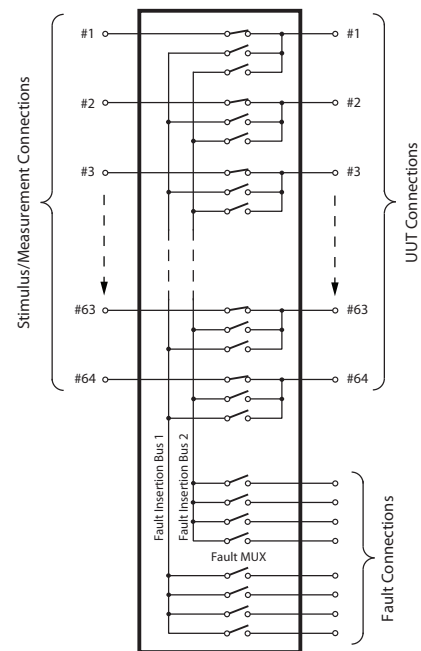 #1
#1
#2
#2
#3
#3
Stimulus/Measurement Connections
UUT Connections
#63
#63
#64
#64
Fault Insertion Bus 1
Fault Insertion Bus 2
Fault MUX
Fault Connections